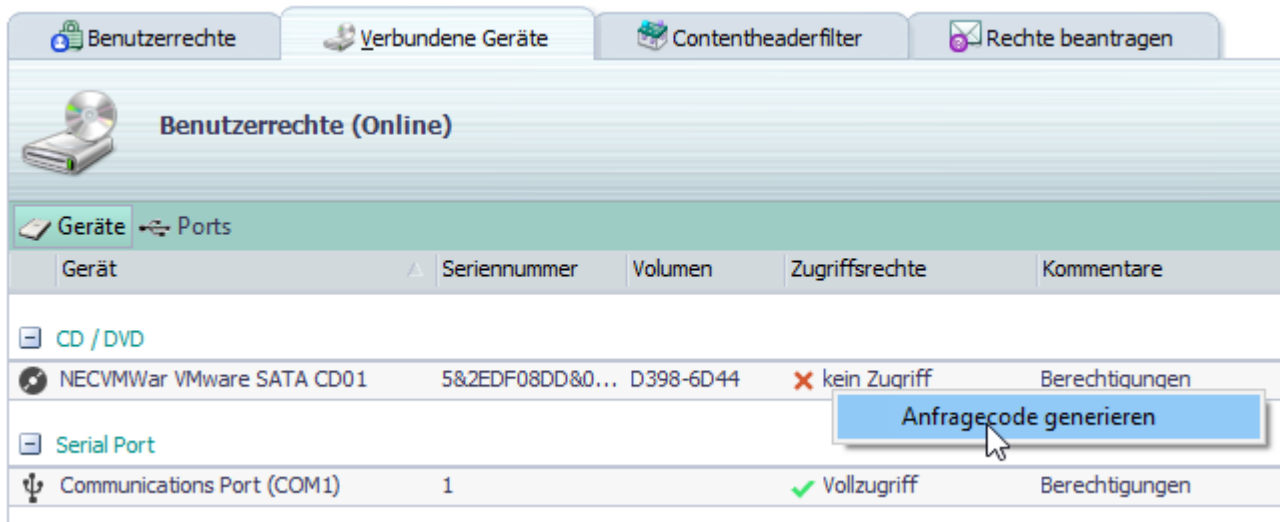 Benutzerrechte Verbundene Geräte Contentheaderfilter Rechte beantragen
Benutzerrechte (Online)
Geräte Ports
Gerät Seriennummer Volumen Zugriffsrechte Kommentare
CD / DVD
NECVMWar VMware SATA CD01 5&2EDF08DD&0... D398-6D44 kein Zugriff Berechtigungen
Anfragecode generieren
Serial Port
Communications Port (COM1) 1 Vollzugriff Berechtigungen